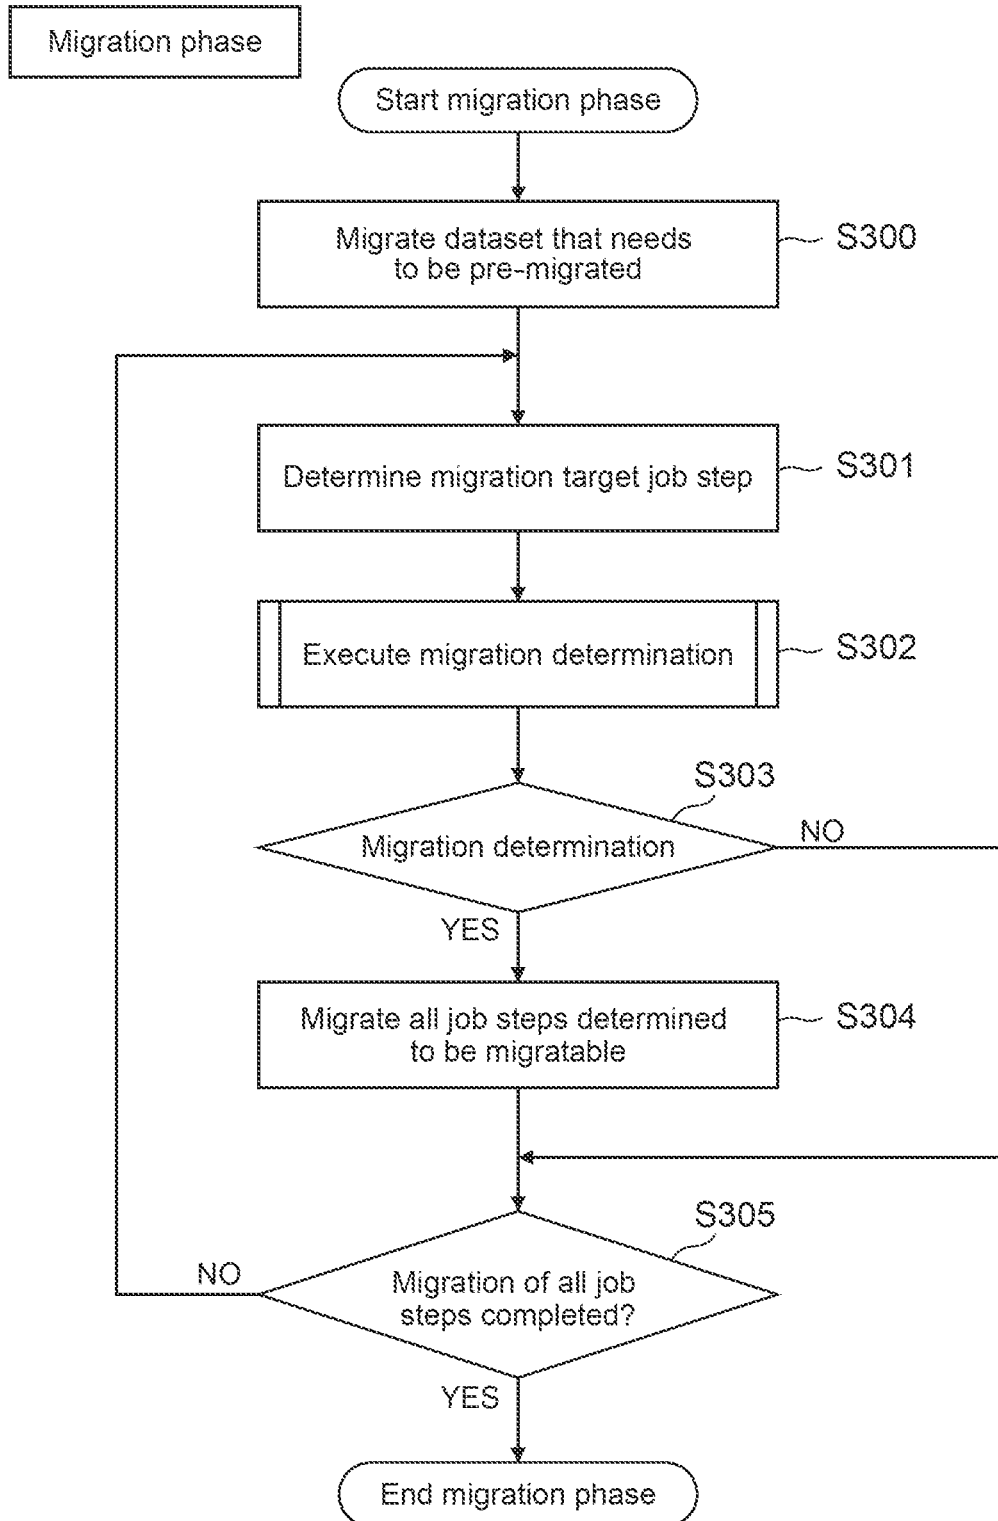 Migration phase
Start migration phase
Migrate dataset that needs
to be pre-migrated
S300
Determine migration target job step
S301
Execute migration determination
S302
S303
Migration determination
NO
YES
Migrate all job steps determined
to be migratable
S304
S305
Migration of all job
steps completed?
NO
YES
End migration phase